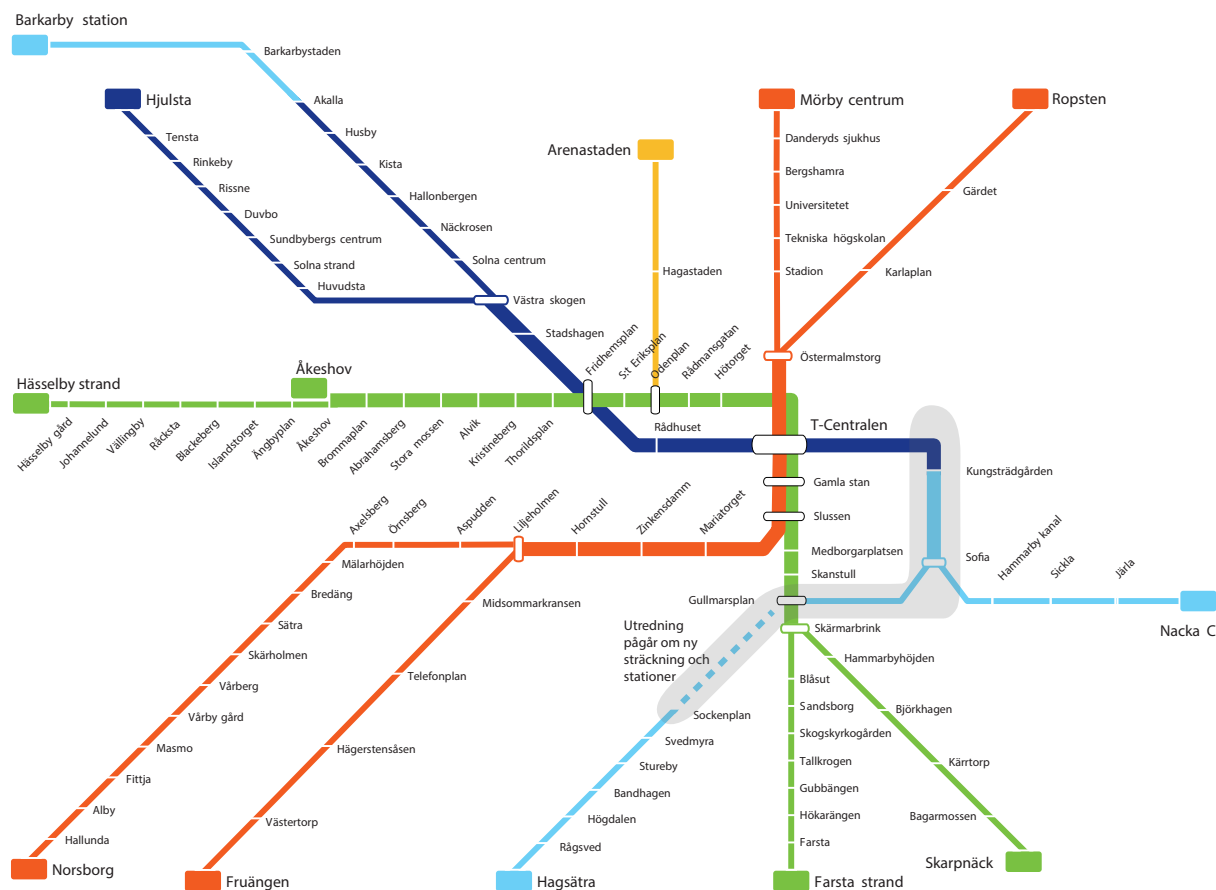 Barkarby station
Barkarbystaden
Hjulsta
Akalla
Mörby centrum
Ropsten
Tensta
Husby
Danderyds sjukhus
Arenastaden
Rinkeby
Kista
Bergshamra
Rissne
Hallonbergen
Universitetet
Gärdet
Duvbo
Näckrosen
Tekniska högskolan
Sundbybergs centrum
Solna centrum
Solna strand
Hagastaden
Stadion
Karlaplan
Huvudsta
Västra skogen
Stadshagen
Fridhemsplan
S:t Eriksplan
Odenplan
Rådmansgatan
Hötorget
Östermalmstorg
Åkeshov
Hässelby strand
Hässelby gård
Johannelund
Vällingby
Råcksta
Blackeberg
Islandstorget
Ängbyplan
Åkeshov
Brommaplan
Abrahamsberg
Stora mossen
Alvik
Kristineberg
Thorildsplan
Rådhuset
T-Centralen
Kungsträdgården
Gamla stan
Slussen
Axelsberg
Örnsberg
Aspudden
Liljeholmen
Hornstull
Zinkensdamm
Mariatorget
Medborgarplatsen
Skanstull
Sofia
Hammarby kanal
Sickla
Järla
Mälarhöjden
Bredäng
Midsommarkransen
Gullmarsplan
Nacka C
Sätra
Utredning
pågår om ny
sträckning och
stationer
Skärmarbrink
Skärholmen
Hammarbyhöjden
Vårberg
Telefonplan
Blåsut
Vårby gård
Sockenplan
Sandsborg
Björkhagen
Masmo
Hägerstensåsen
Svedmyra
Skogskyrkogården
Fittja
Stureby
Tallkrogen
Kärrtorp
Alby
Bandhagen
Gubbängen
Hallunda
Västertorp
Högdalen
Hökarängen
Bagarmossen
Rågsved
Farsta
Norsborg
Fruängen
Hagsätra
Farsta strand
Skarpnäck